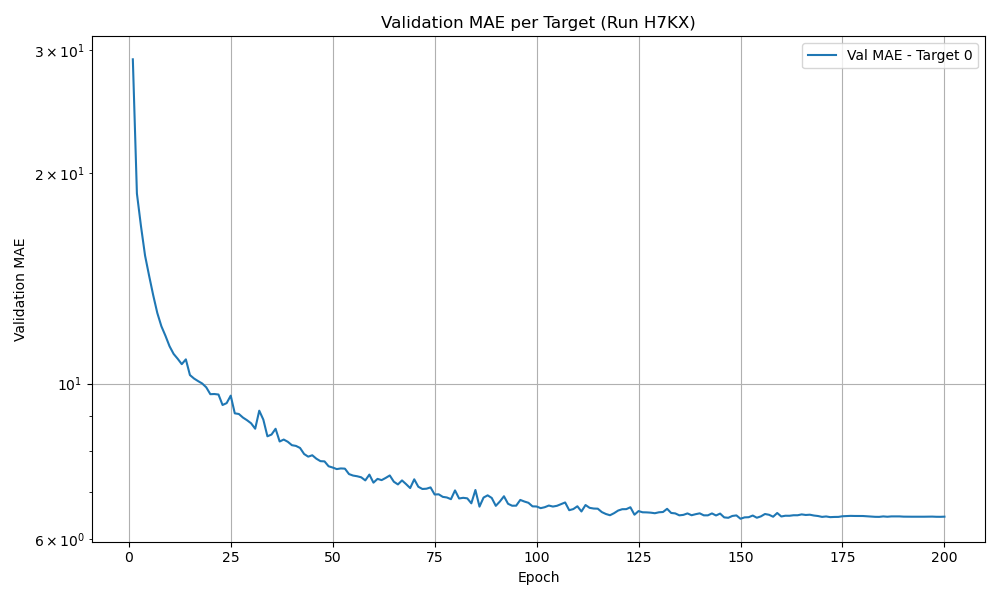 Validation MAE per Target (Run H7KX)
Val MAE - Target 0
Validation MAE
3 × 10¹
2 × 10¹
10¹
6 × 10⁰
0 25 50 75 100 125 150 175 200
Epoch